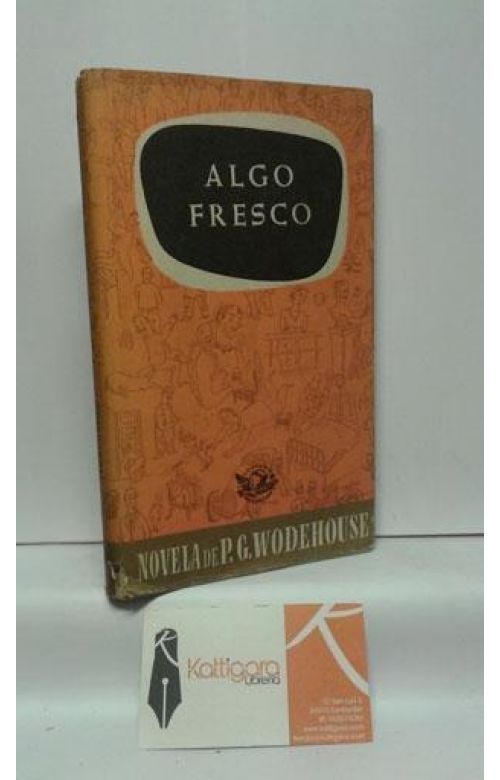 ALGO
FRESCO
NOVELA DE P. G. WODEHOUSE
Kattigara
Librería